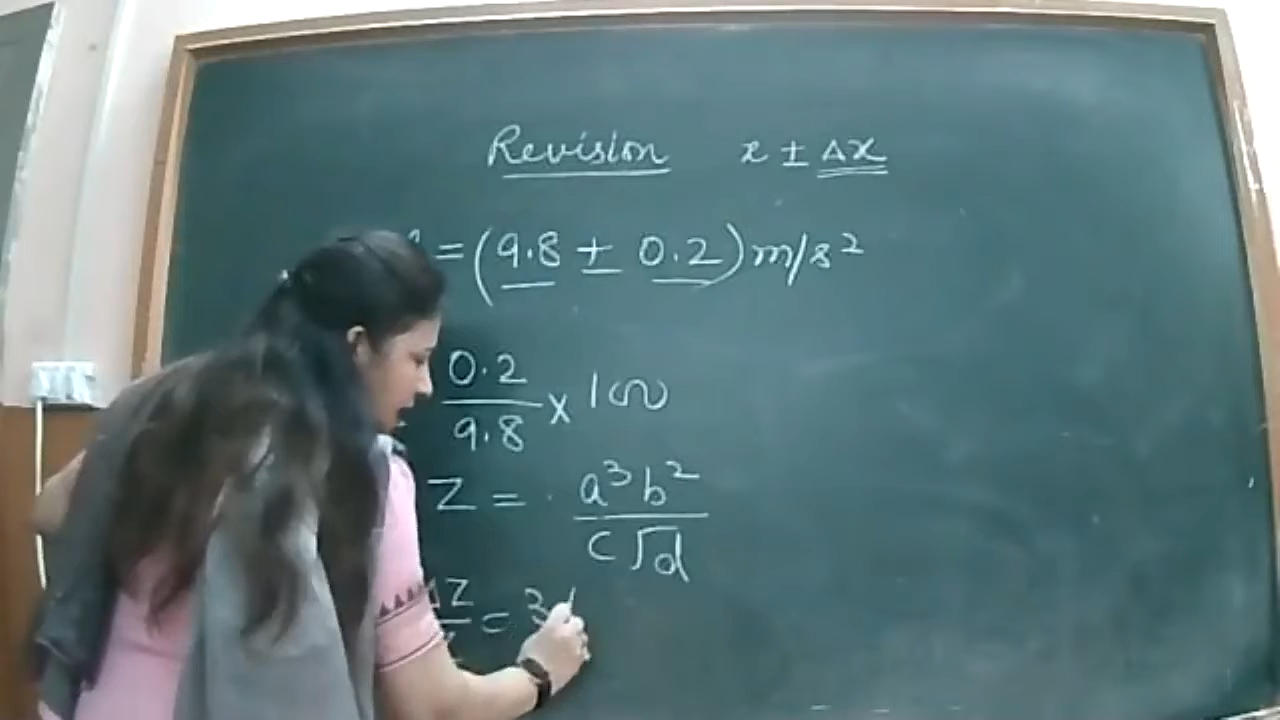 Revision x ± Δx
= (9.8 ± 0.2) m/s²
0.2 / 9.8 × 100
Z = a³b² / c√d
Z = 3